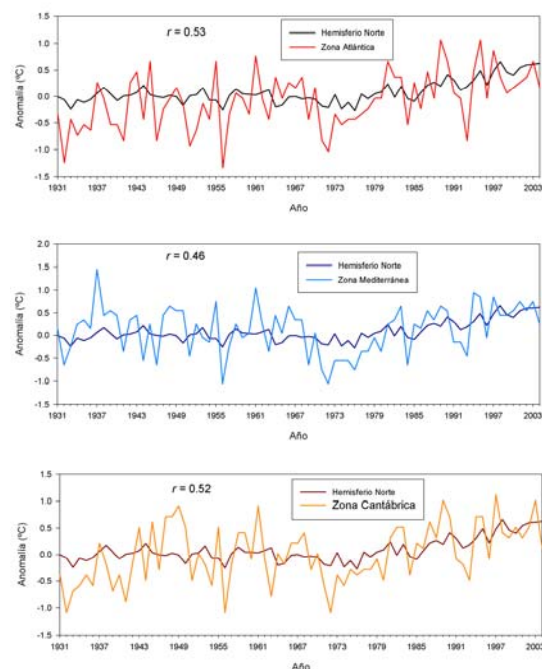 r = 0.53
Hemisferio Norte
Zona Atlántica
Anomalía (ºC)
1.5
1.0
0.5
0.0
-0.5
-1.0
-1.5
1931 1937 1943 1949 1955 1961 1967 1973 1979 1985 1991 1997 2003
Año
r = 0.46
Hemisferio Norte
Zona Mediterránea
Anomalía (ºC)
2.0
1.5
1.0
0.5
0.0
-0.5
-1.0
-1.5
1931 1937 1943 1949 1955 1961 1967 1973 1979 1985 1991 1997 2003
Año
r = 0.52
Hemisferio Norte
Zona Cantábrica
Anomalía (ºC)
1.5
1.0
0.5
0.0
-0.5
-1.0
-1.5
1931 1937 1943 1949 1955 1961 1967 1973 1979 1985 1991 1997 2003
Año